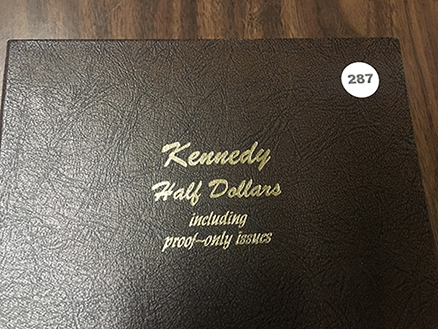 287
Kennedy
Half Dollars
including
proof-only issues